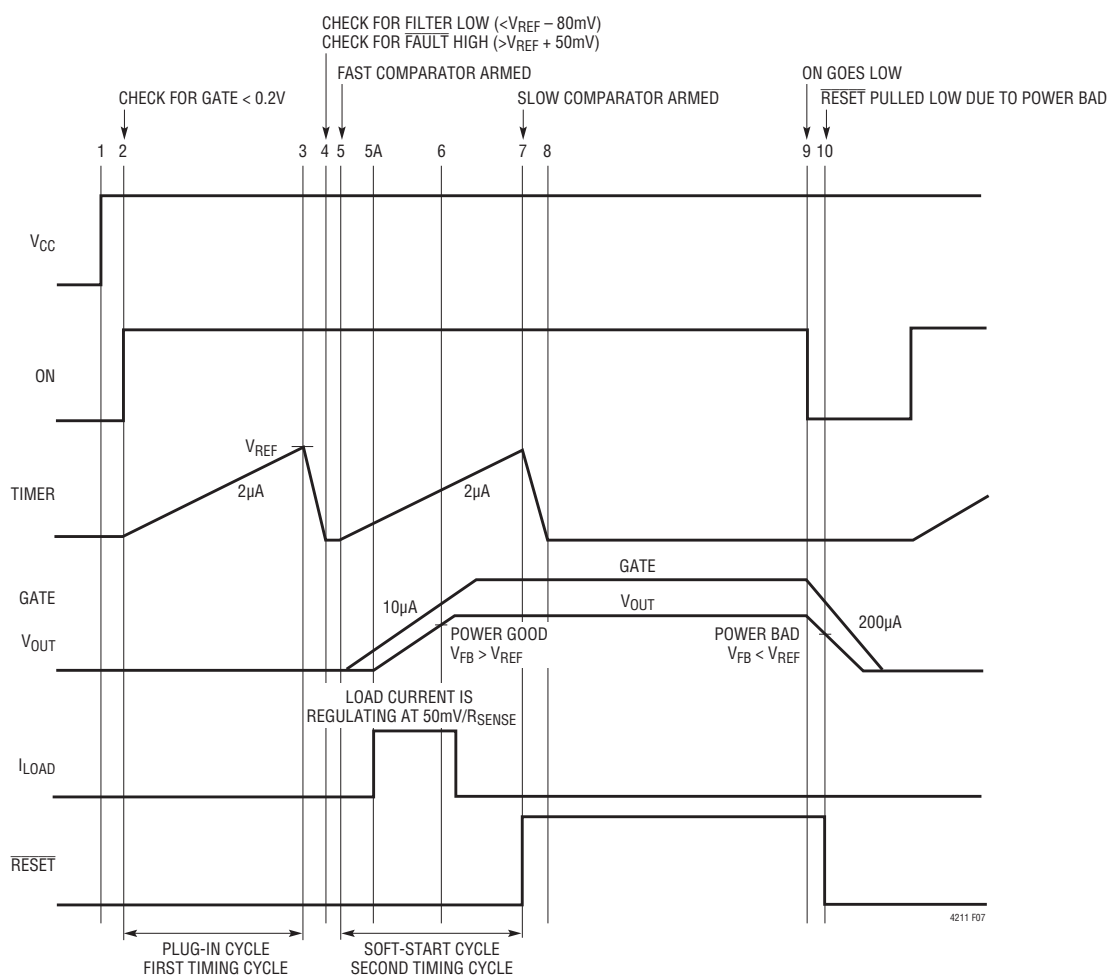 CHECK FOR FILTER LOW (<VREF – 80mV)
CHECK FOR FAULT HIGH (>VREF + 50mV)
FAST COMPARATOR ARMED
ON GOES LOW
CHECK FOR GATE < 0.2V
SLOW COMPARATOR ARMED
RESET PULLED LOW DUE TO POWER BAD
1 2 3 4 5 5A 6 7 8 9 10
VCC
ON
VREF
TIMER
2µA
2µA
GATE
GATE
10µA
VOUT
VOUT
200µA
POWER GOOD
VFB > VREF
POWER BAD
VFB < VREF
LOAD CURRENT IS
REGULATING AT 50mV/RSENSE
ILOAD
RESET
4211 F07
PLUG-IN CYCLE
FIRST TIMING CYCLE
SOFT-START CYCLE
SECOND TIMING CYCLE